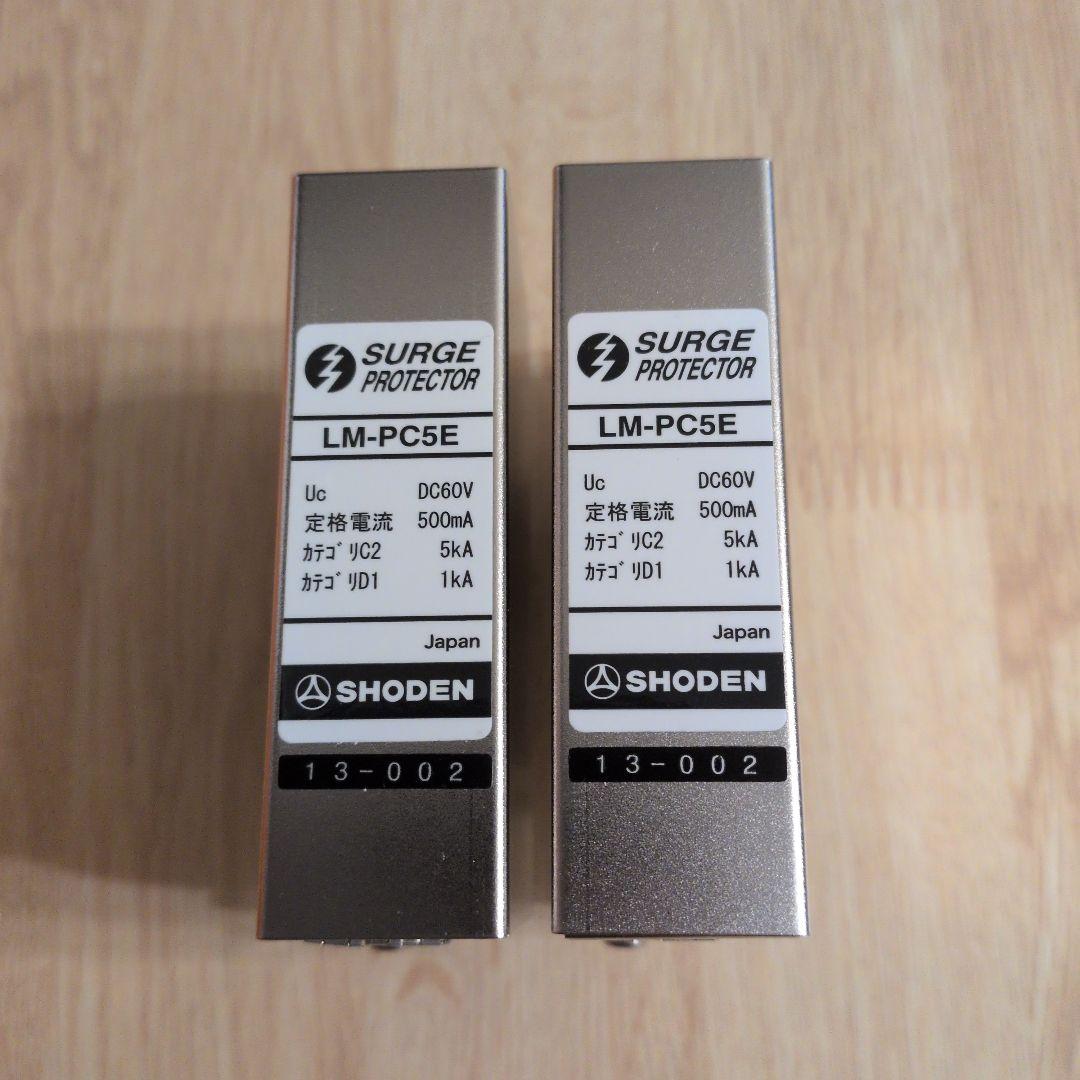 SURGE
PROTECTOR
LM-PC5E
Uc DC60V
定格電流 500mA
ｶﾃｺﾞﾘC2 5kA
ｶﾃｺﾞﾘD1 1kA
Japan
SHODEN
13-002
SURGE
PROTECTOR
LM-PC5E
Uc DC60V
定格電流 500mA
ｶﾃｺﾞﾘC2 5kA
ｶﾃｺﾞﾘD1 1kA
Japan
SHODEN
13-002